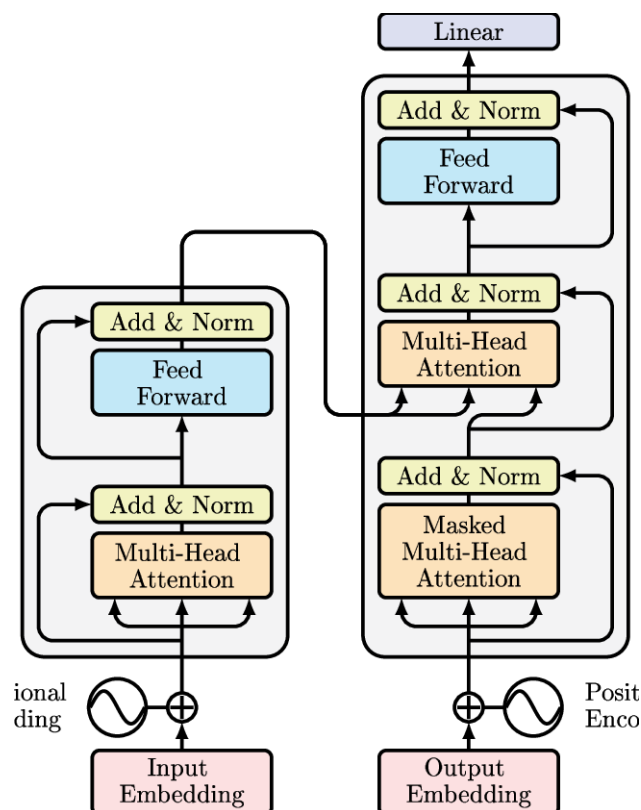 Linear
Add & Norm
Feed
Forward
Add & Norm
Multi-Head
Attention
Add & Norm
Masked
Multi-Head
Attention
Add & Norm
Feed
Forward
Add & Norm
Multi-Head
Attention
ional
ding
Posit
Enco
Input
Embedding
Output
Embedding